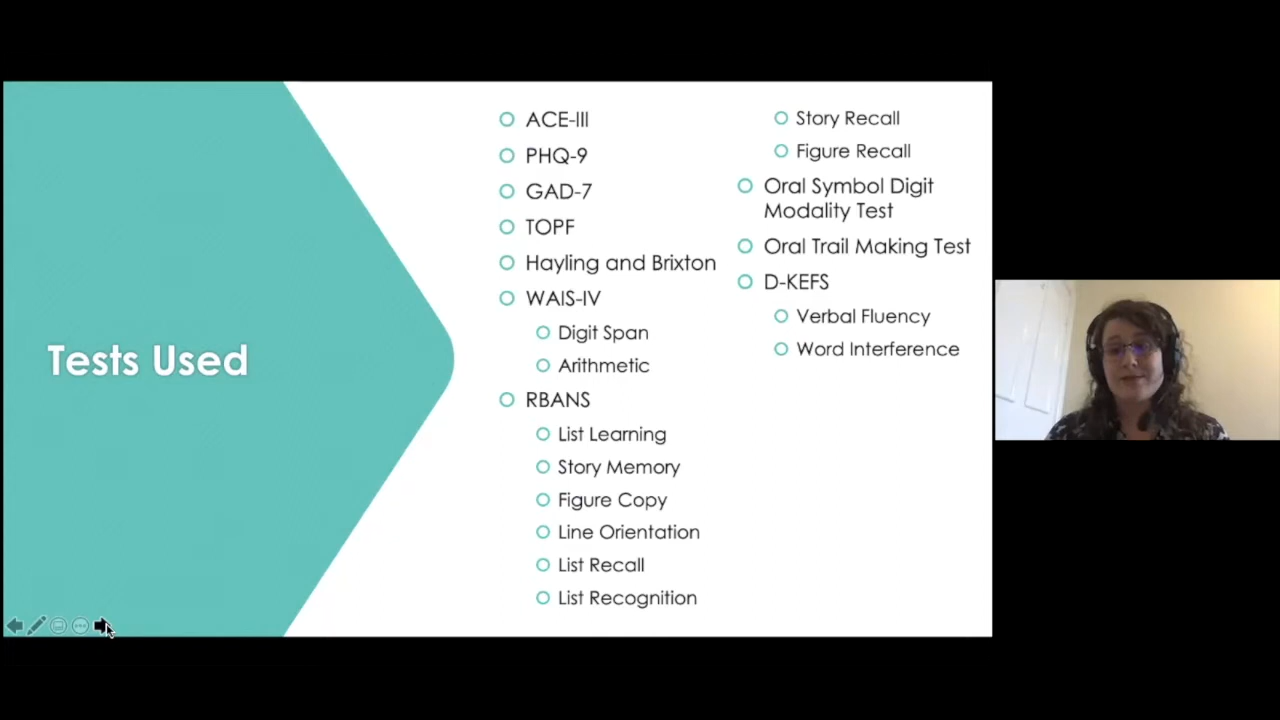 Tests Used
ACE-III
PHQ-9
GAD-7
TOPF
Hayling and Brixton
WAIS-IV
Digit Span
Arithmetic
RBANS
List Learning
Story Memory
Figure Copy
Line Orientation
List Recall
List Recognition
Story Recall
Figure Recall
Oral Symbol Digit
Modality Test
Oral Trail Making Test
D-KEFS
Verbal Fluency
Word Interference